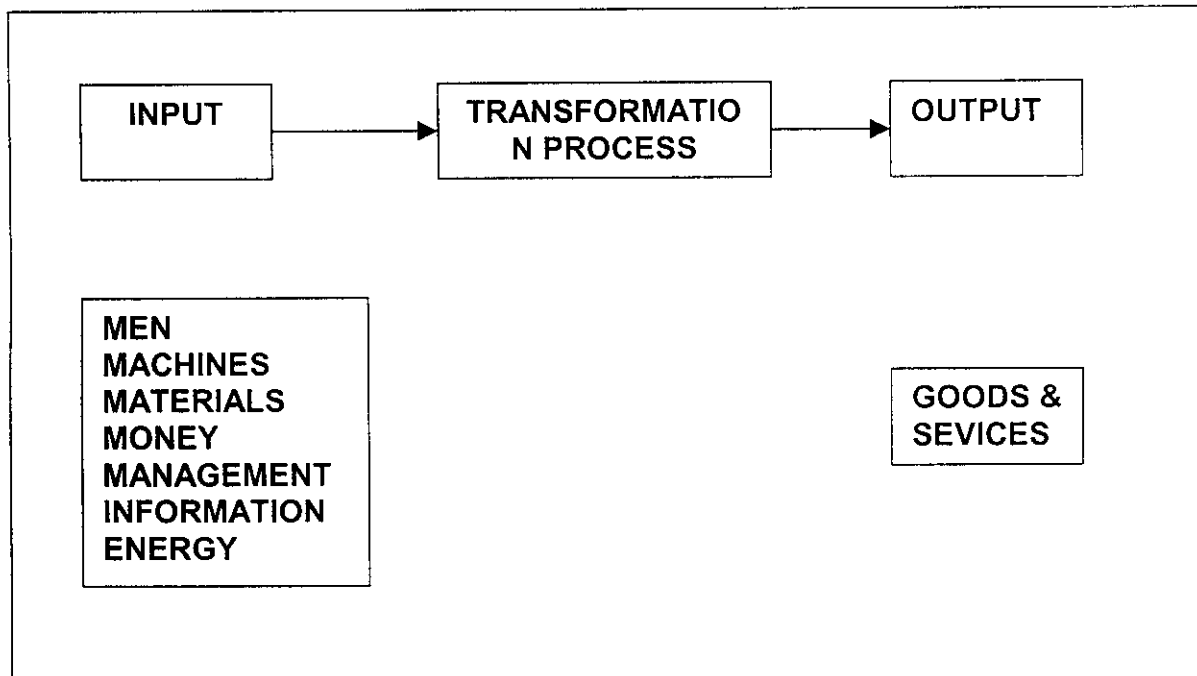 INPUT
TRANSFORMATIO
N PROCESS
OUTPUT
MEN
MACHINES
MATERIALS
MONEY
MANAGEMENT
INFORMATION
ENERGY
GOODS &
SEVICES